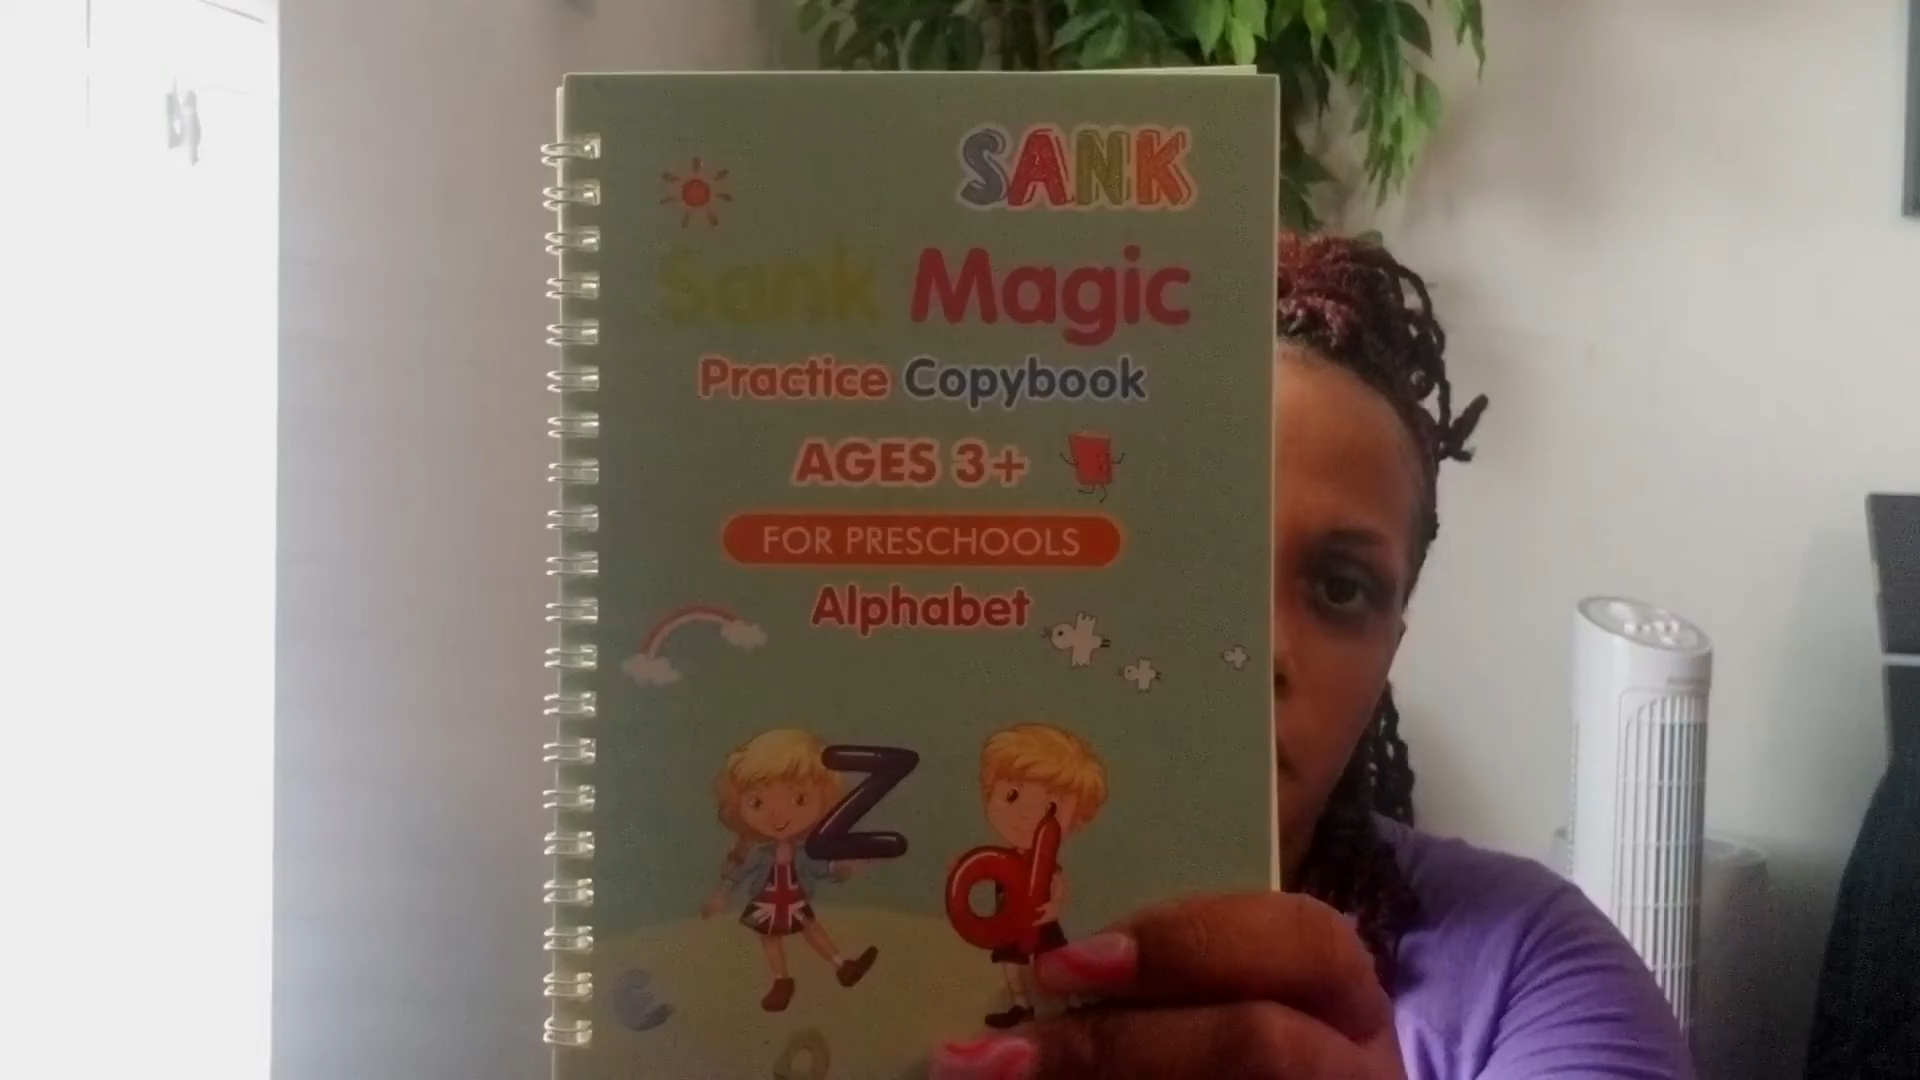 SANK
Sank Magic
Practice Copybook
AGES 3+
FOR PRESCHOOLS
Alphabet
Z
d